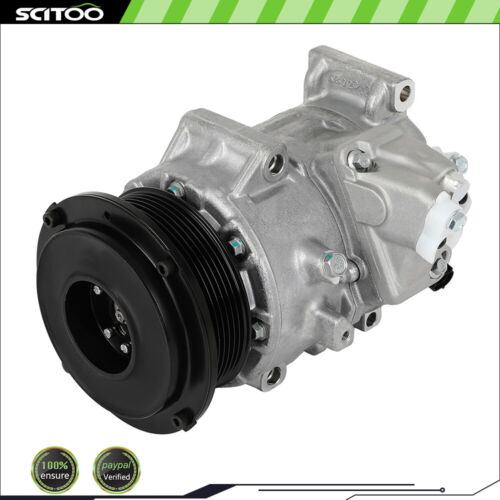 SCITOO
100%
ensure
paypal
Verified